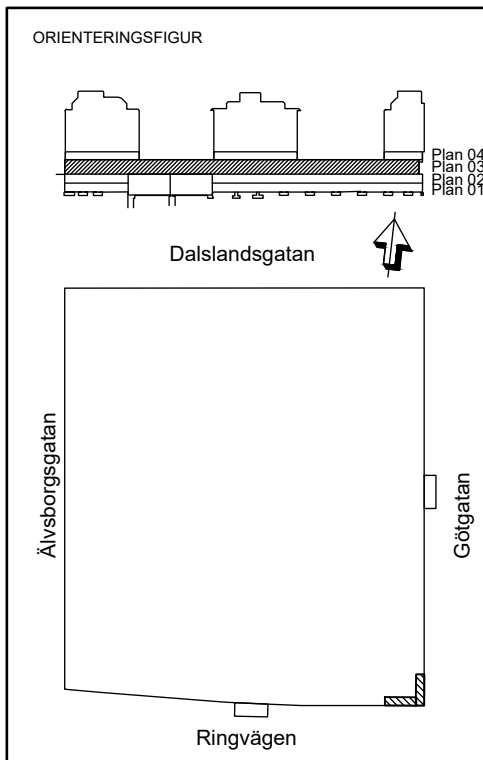 ORIENTERINGSFIGUR
Plan 04
Plan 03
Plan 02
Plan 01
Dalslandsgatan
Älvsborgsgatan
Götgatan
Ringvägen